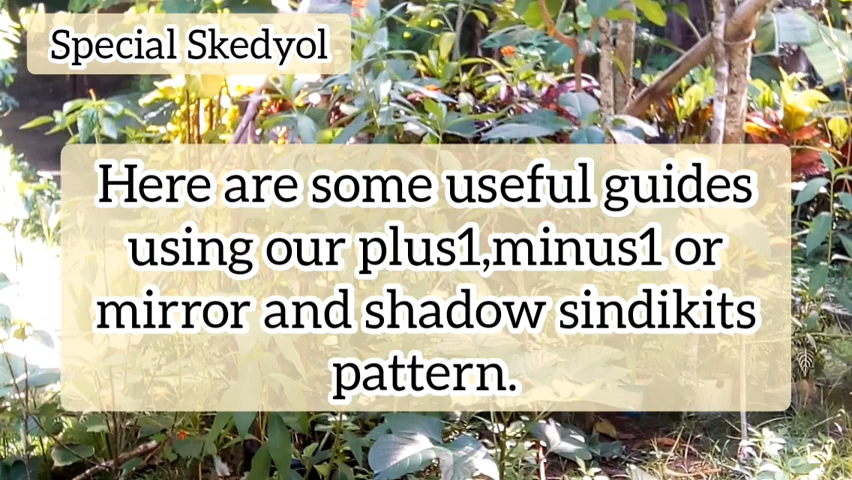 Special Skedyol
Here are some useful guides
using our plus1,minus1 or
mirror and shadow sindikits
pattern.